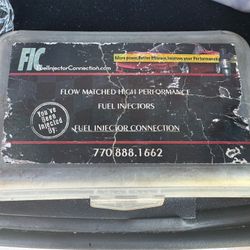 FIC
FuelInjectorConnection.com
More power, Better Mileage, Increase your Performance
FLOW MATCHED HIGH PERFORMANCE
FUEL INJECTORS
You've
Been
Injected
By:
FUEL INJECTOR CONNECTION
770.888.1662